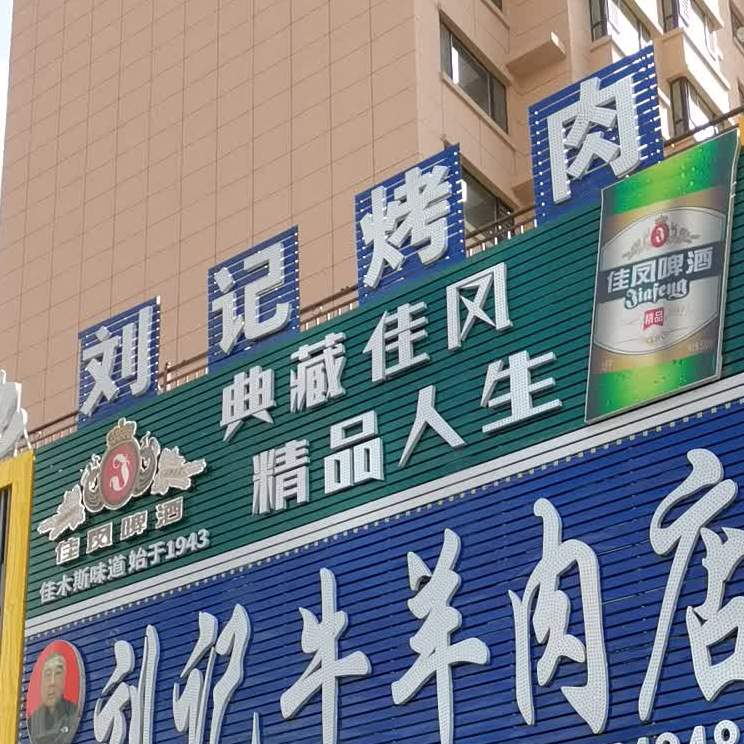 刘记烤肉
典藏佳凤
精品人生
佳凤啤酒
佳木斯味道 始于1943
佳凤啤酒
Jiafeng
精品
刘记牛羊肉店